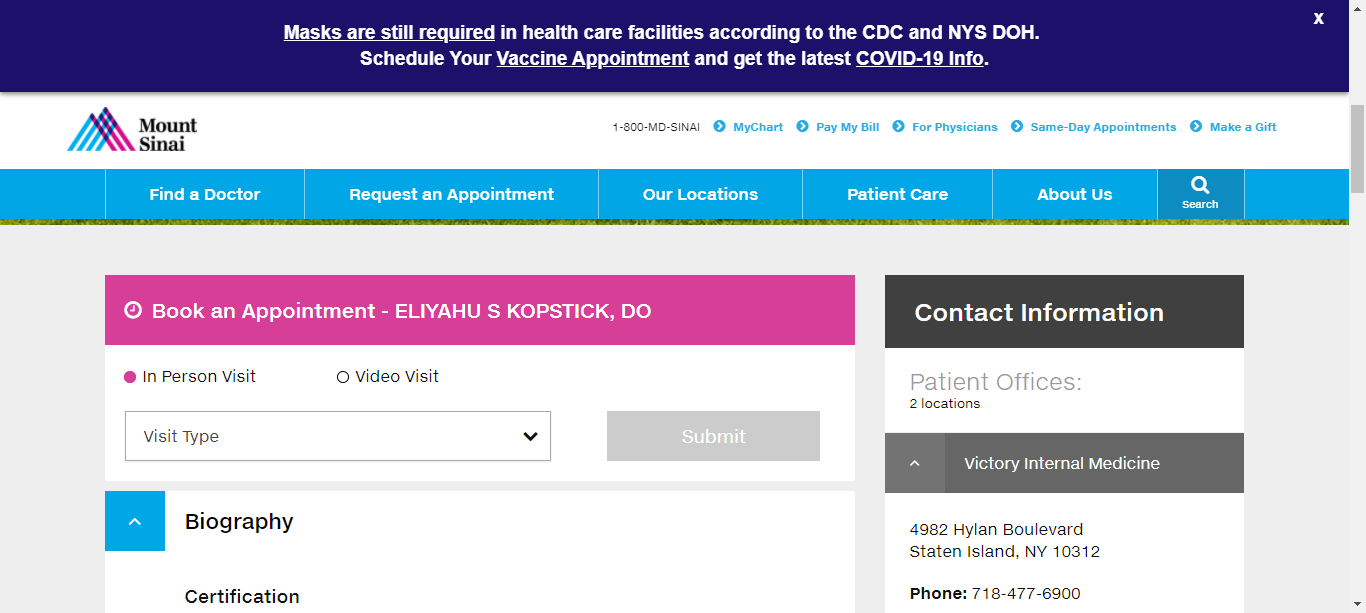 Masks are still required in health care facilities according to the CDC and NYS DOH.
Schedule Your Vaccine Appointment and get the latest COVID-19 Info.
X
Mount
Sinai
1-800-MD-SINAI MyChart Pay My Bill For Physicians Same-Day Appointments Make a Gift
Find a Doctor Request an Appointment Our Locations Patient Care About Us Search
Book an Appointment - ELIYAHU S KOPSTICK, DO
In Person Visit Video Visit
Visit Type Submit
Biography
Certification
Contact Information
Patient Offices:
2 locations
Victory Internal Medicine
4982 Hylan Boulevard
Staten Island, NY 10312
Phone: 718-477-6900